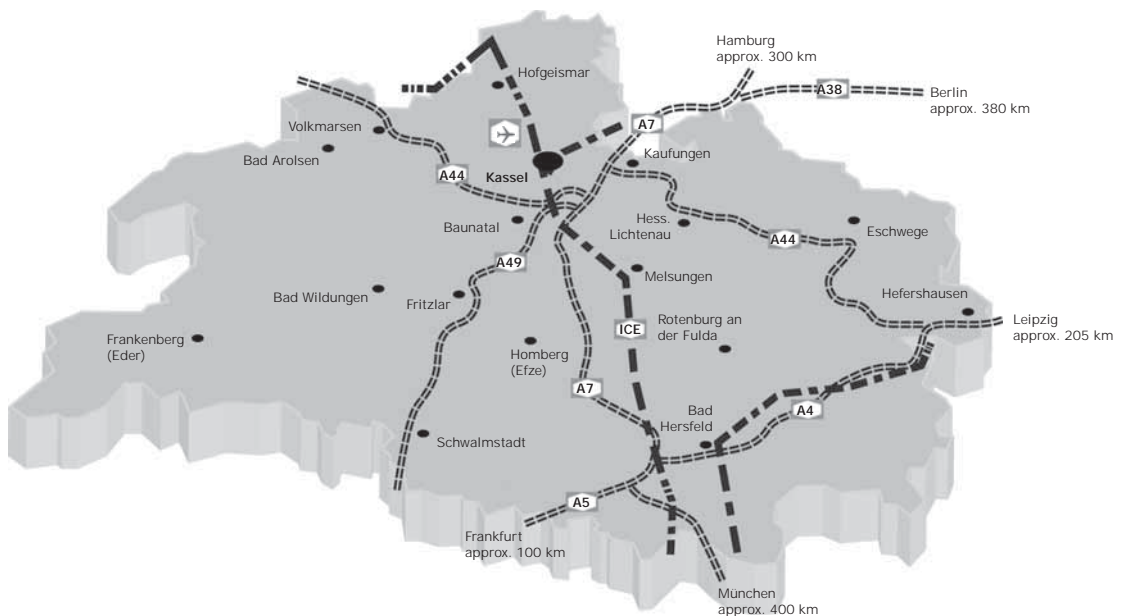 Hamburg
approx. 300 km
Hofgeismar
A38
Berlin
approx. 380 km
Volkmarsen
A7
Bad Arolsen
Kaufungen
A44
Kassel
Baunatal
Hess.
Lichtenau
A44
Eschwege
A49
Melsungen
Bad Wildungen
Fritzlar
Hefershausen
Frankenberg
(Eder)
Homberg
(Efze)
ICE
Rotenburg an
der Fulda
Leipzig
approx. 205 km
A7
Bad
Hersfeld
A4
Schwalmstadt
A5
Frankfurt
approx. 100 km
München
approx. 400 km